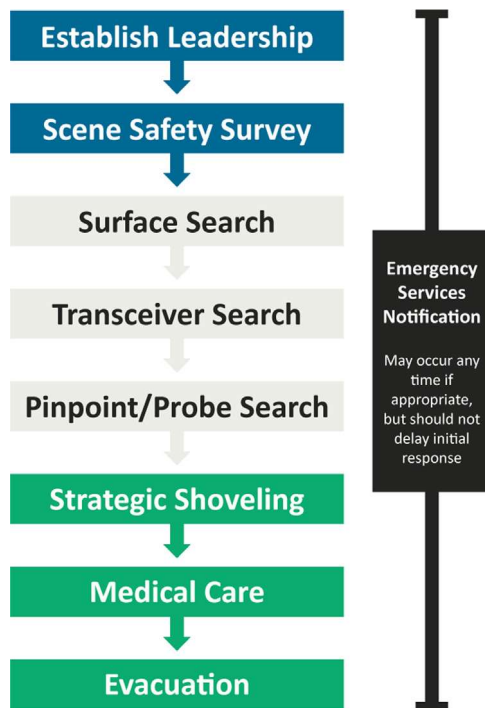 Establish Leadership
Scene Safety Survey
Surface Search
Transceiver Search
Pinpoint/Probe Search
Strategic Shoveling
Medical Care
Evacuation
Emergency
Services
Notification
May occur any
time if
appropriate,
but should not
delay initial
response